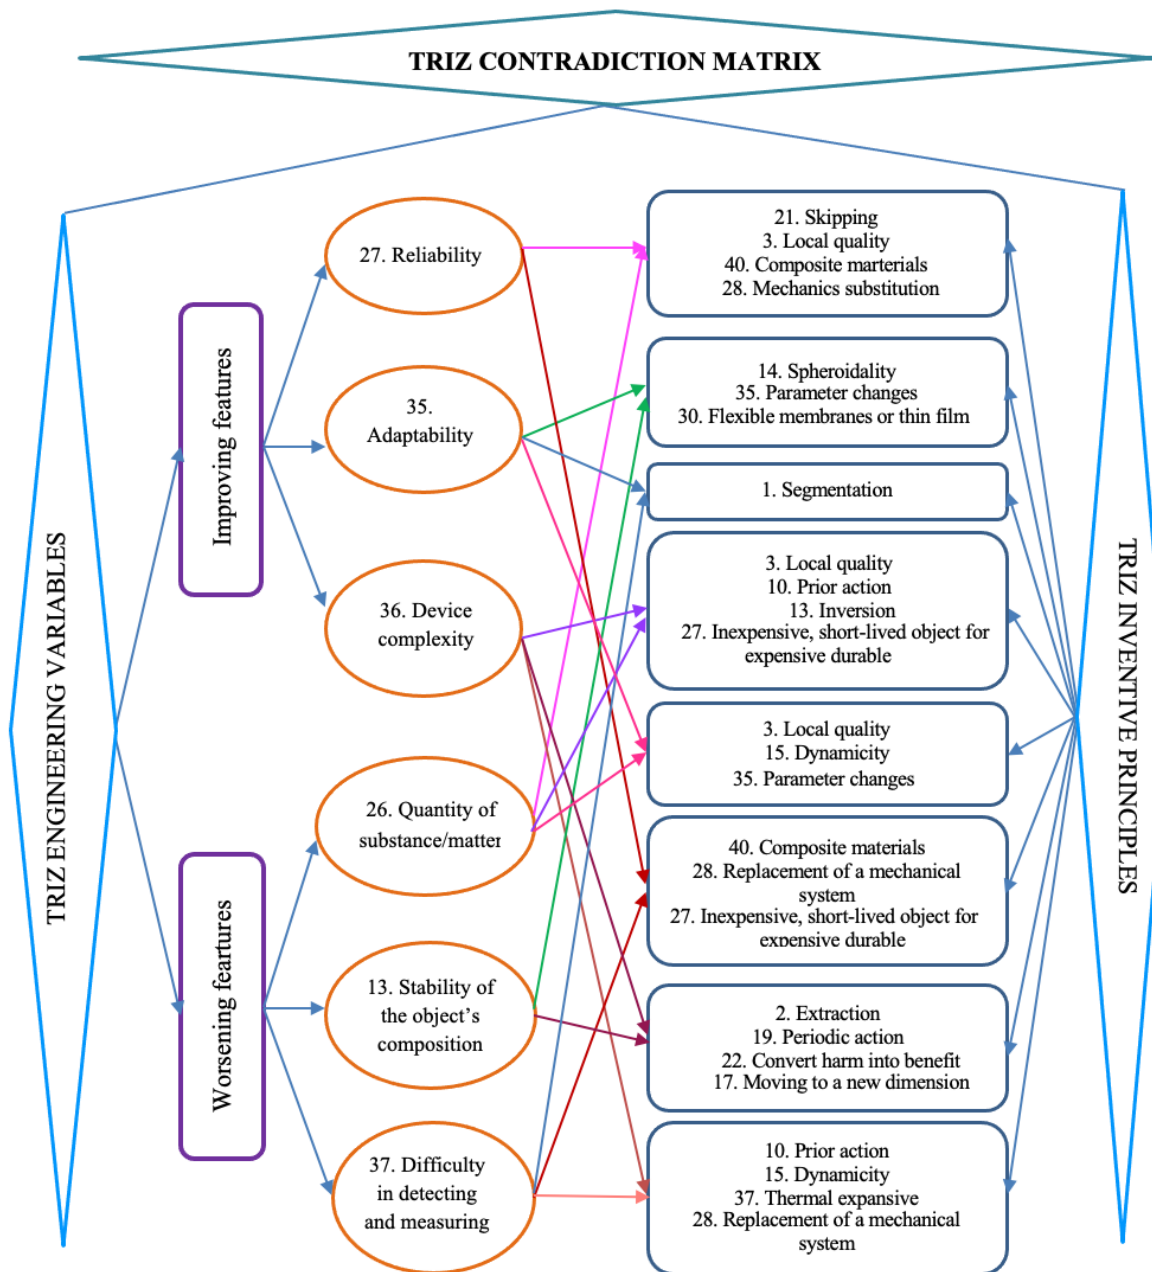 TRIZ CONTRADICTION MATRIX
TRIZ ENGINEERING VARIABLES
Improving features
Worsening feartures
27. Reliability
35.
Adaptability
36. Device
complexity
26. Quantity of
substance/matter
13. Stability of
the object's
composition
37. Difficulty
in detecting
and measuring
21. Skipping
3. Local quality
40. Composite marterials
28. Mechanics substitution
14. Spheroidality
35. Parameter changes
30. Flexible membranes or thin film
1. Segmentation
3. Local quality
10. Prior action
13. Inversion
27. Inexpensive, short-lived object for
expensive durable
3. Local quality
15. Dynamicity
35. Parameter changes
40. Composite materials
28. Replacement of a mechanical
system
27. Inexpensive, short-lived object for
expensive durable
2. Extraction
19. Periodic action
22. Convert harm into benefit
17. Moving to a new dimension
10. Prior action
15. Dynamicity
37. Thermal expansive
28. Replacement of a mechanical
system
TRIZ INVENTIVE PRINCIPLES